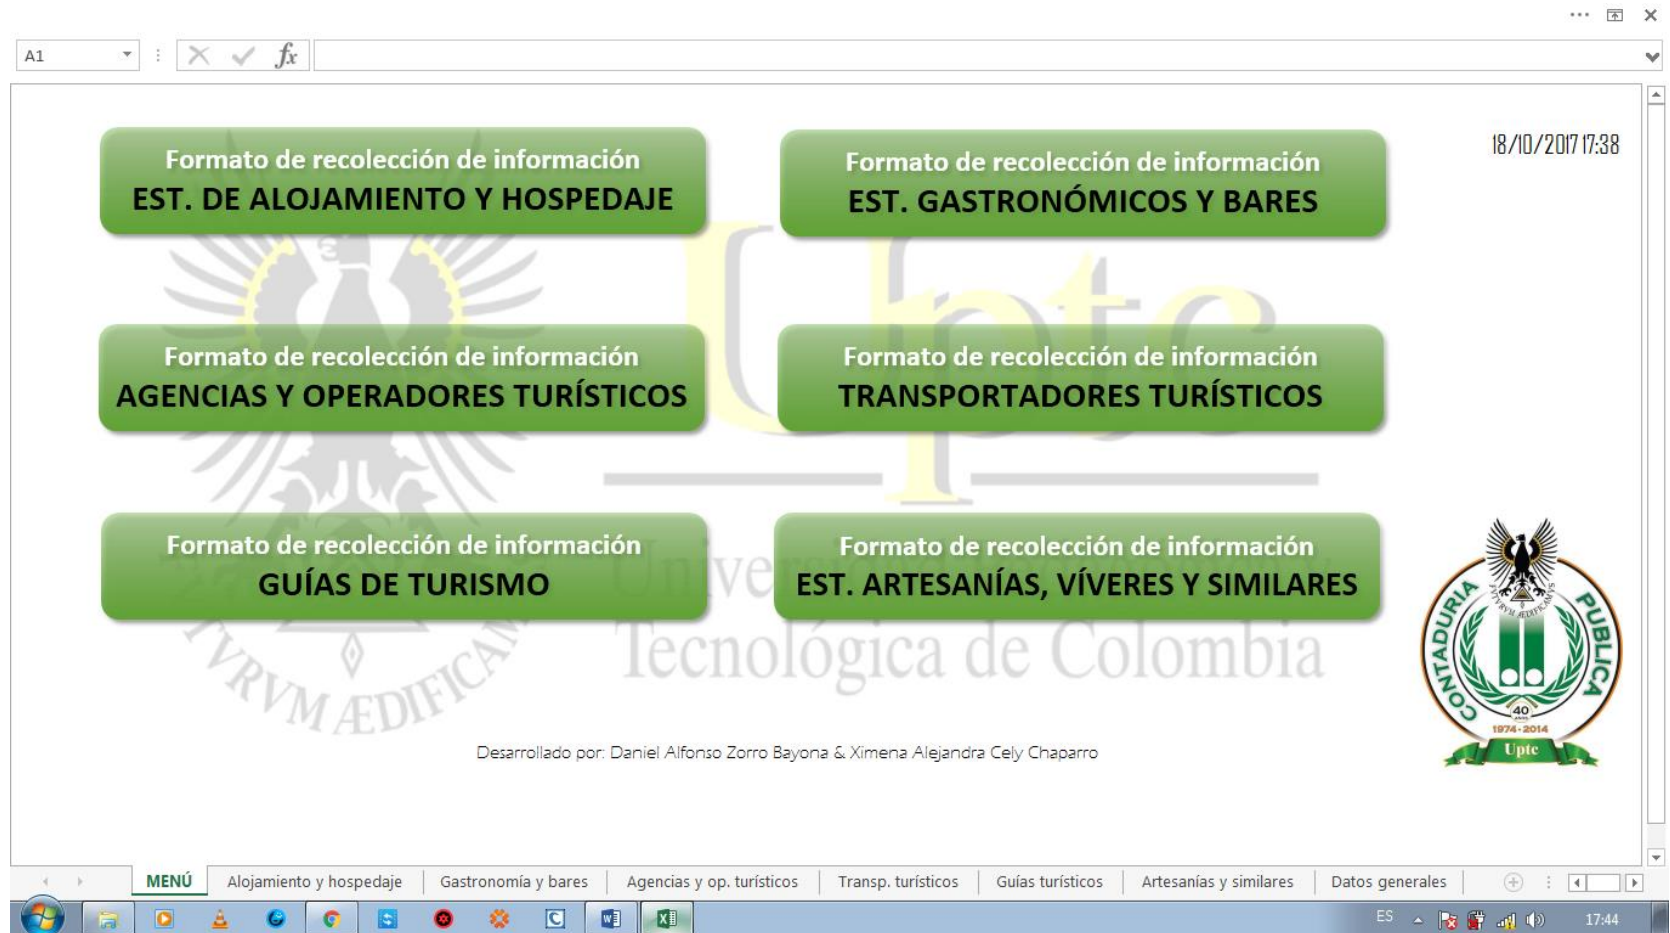 A1
fx
18/10/2017 17:38
Formato de recolección de información
EST. DE ALOJAMIENTO Y HOSPEDAJE
Formato de recolección de información
EST. GASTRONÓMICOS Y BARES
Formato de recolección de información
AGENCIAS Y OPERADORES TURÍSTICOS
Formato de recolección de información
TRANSPORTADORES TURÍSTICOS
Formato de recolección de información
GUÍAS DE TURISMO
Formato de recolección de información
EST. ARTESANÍAS, VÍVERES Y SIMILARES
Uptc
Tecnológica de Colombia
CONTADURIA PUBLICA
40
AÑOS
1974-2014
Uptc
Desarrollado por: Daniel Alfonso Zorro Bayona & Ximena Alejandra Cely Chaparro
MENÚ Alojamiento y hospedaje Gastronomía y bares Agencias y op. turísticos Transp. turísticos Guías turísticos Artesanías y similares Datos generales
ES 17:44